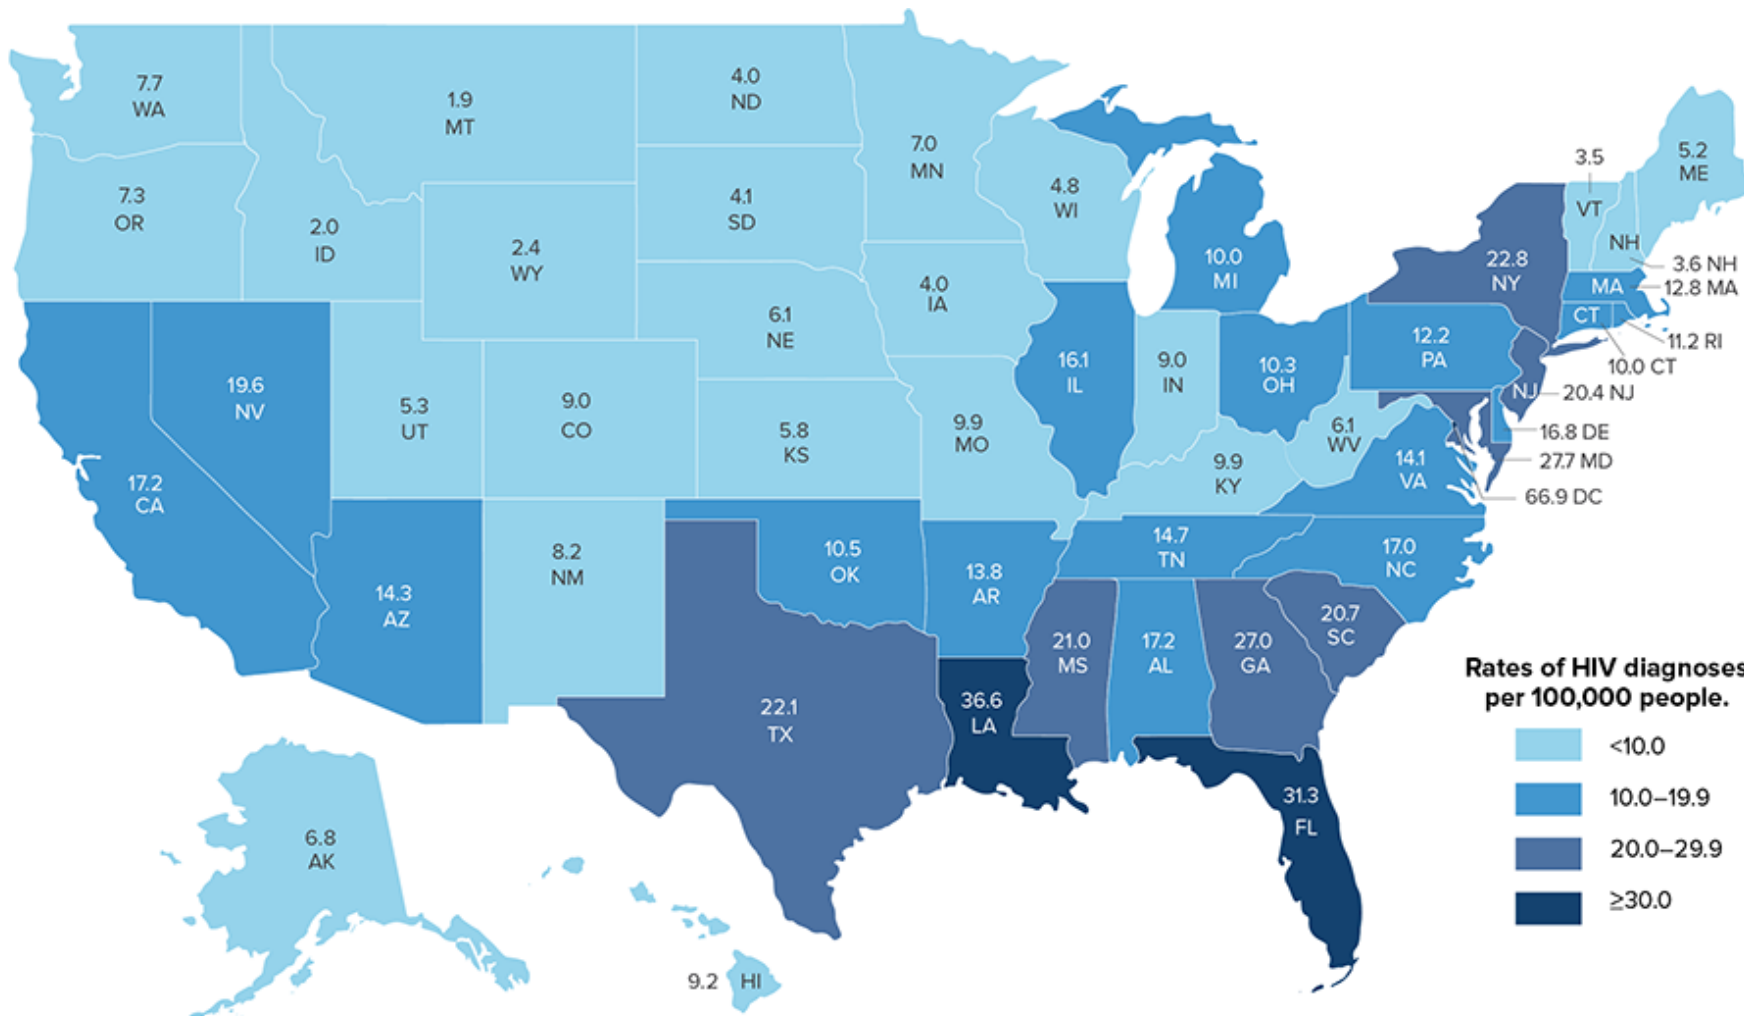 7.7
WA
7.3
OR
2.0
ID
1.9
MT
2.4
WY
4.0
ND
4.1
SD
6.1
NE
5.8
KS
7.0
MN
4.0
IA
9.9
MO
4.8
WI
16.1
IL
10.0
MI
9.0
IN
10.3
OH
9.9
KY
6.1
WV
12.2
PA
22.8
NY
3.5
VT
NH
5.2
ME
3.6 NH
MA
12.8 MA
CT
11.2 RI
10.0 CT
NJ
20.4 NJ
16.8 DE
27.7 MD
66.9 DC
14.1
VA
17.2
CA
19.6
NV
5.3
UT
9.0
CO
14.3
AZ
8.2
NM
10.5
OK
22.1
TX
13.8
AR
36.6
LA
14.7
TN
21.0
MS
17.2
AL
27.0
GA
17.0
NC
20.7
SC
31.3
FL
6.8
AK
9.2
HI
Rates of HIV diagnoses
per 100,000 people.
<10.0
10.0–19.9
20.0–29.9
≥30.0